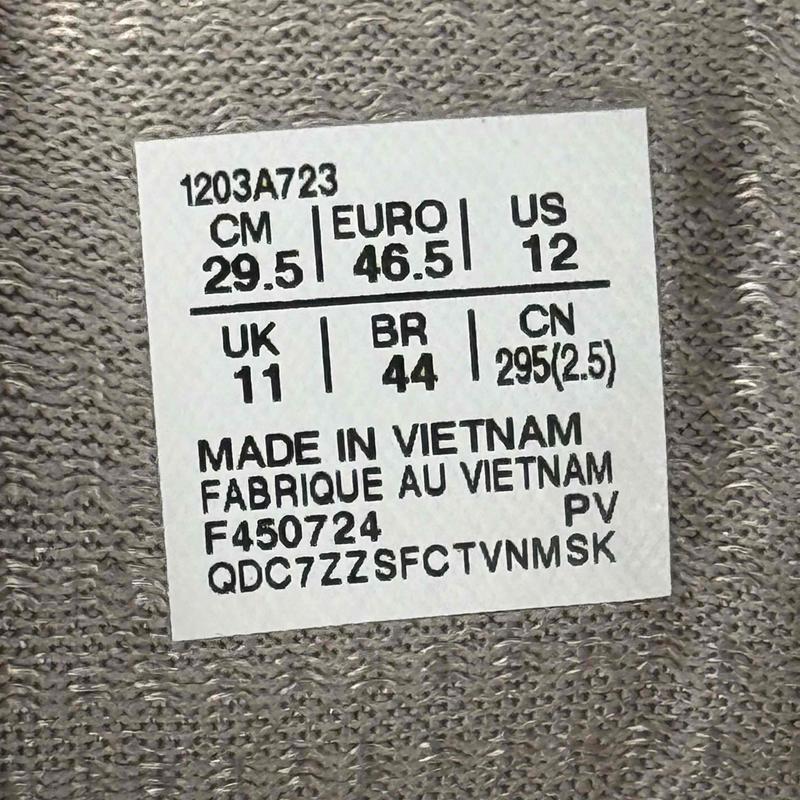 1203A723
CM | EURO | US
29.5 | 46.5 | 12
UK | BR | CN
11 | 44 | 295(2.5)
MADE IN VIETNAM
FABRIQUE AU VIETNAM
F450724 PV
QDC7ZZSFCTVNMSK